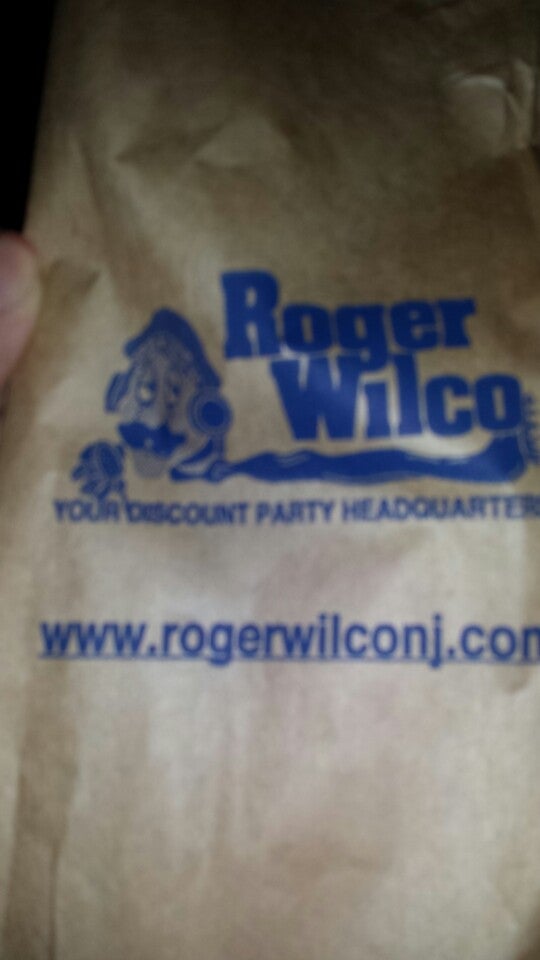 Roger
Wilco
YOUR DISCOUNT PARTY HEADQUARTERS
www.rogerwilconj.com